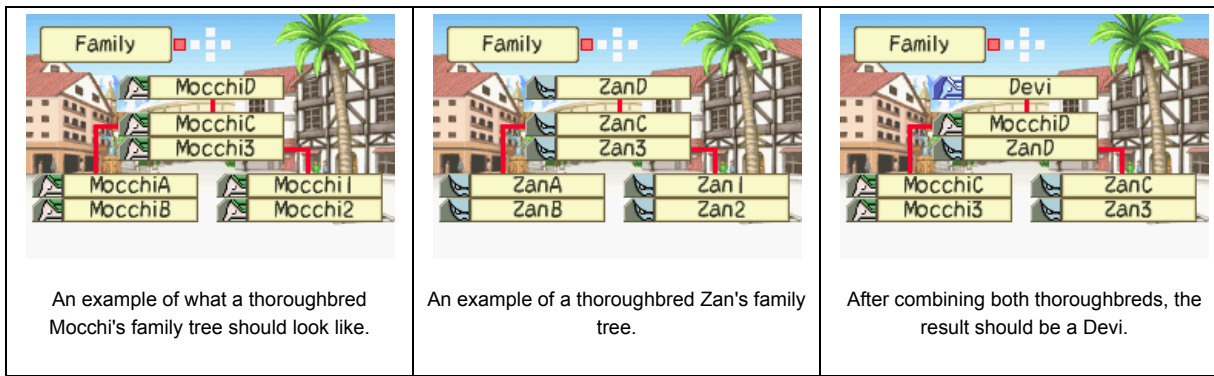 Family
MocchiD
MocchiC
Mocchi3
MocchiA
MocchiB
Mocchi1
Mocchi2
An example of what a thoroughbred
Mocchi's family tree should look like.
Family
ZanD
ZanC
Zan3
ZanA
ZanB
Zan1
Zan2
An example of a thoroughbred Zan's family
tree.
Family
Devi
MocchiD
ZanD
MocchiC
Mocchi3
ZanC
Zan3
After combining both thoroughbreds, the
result should be a Devi.